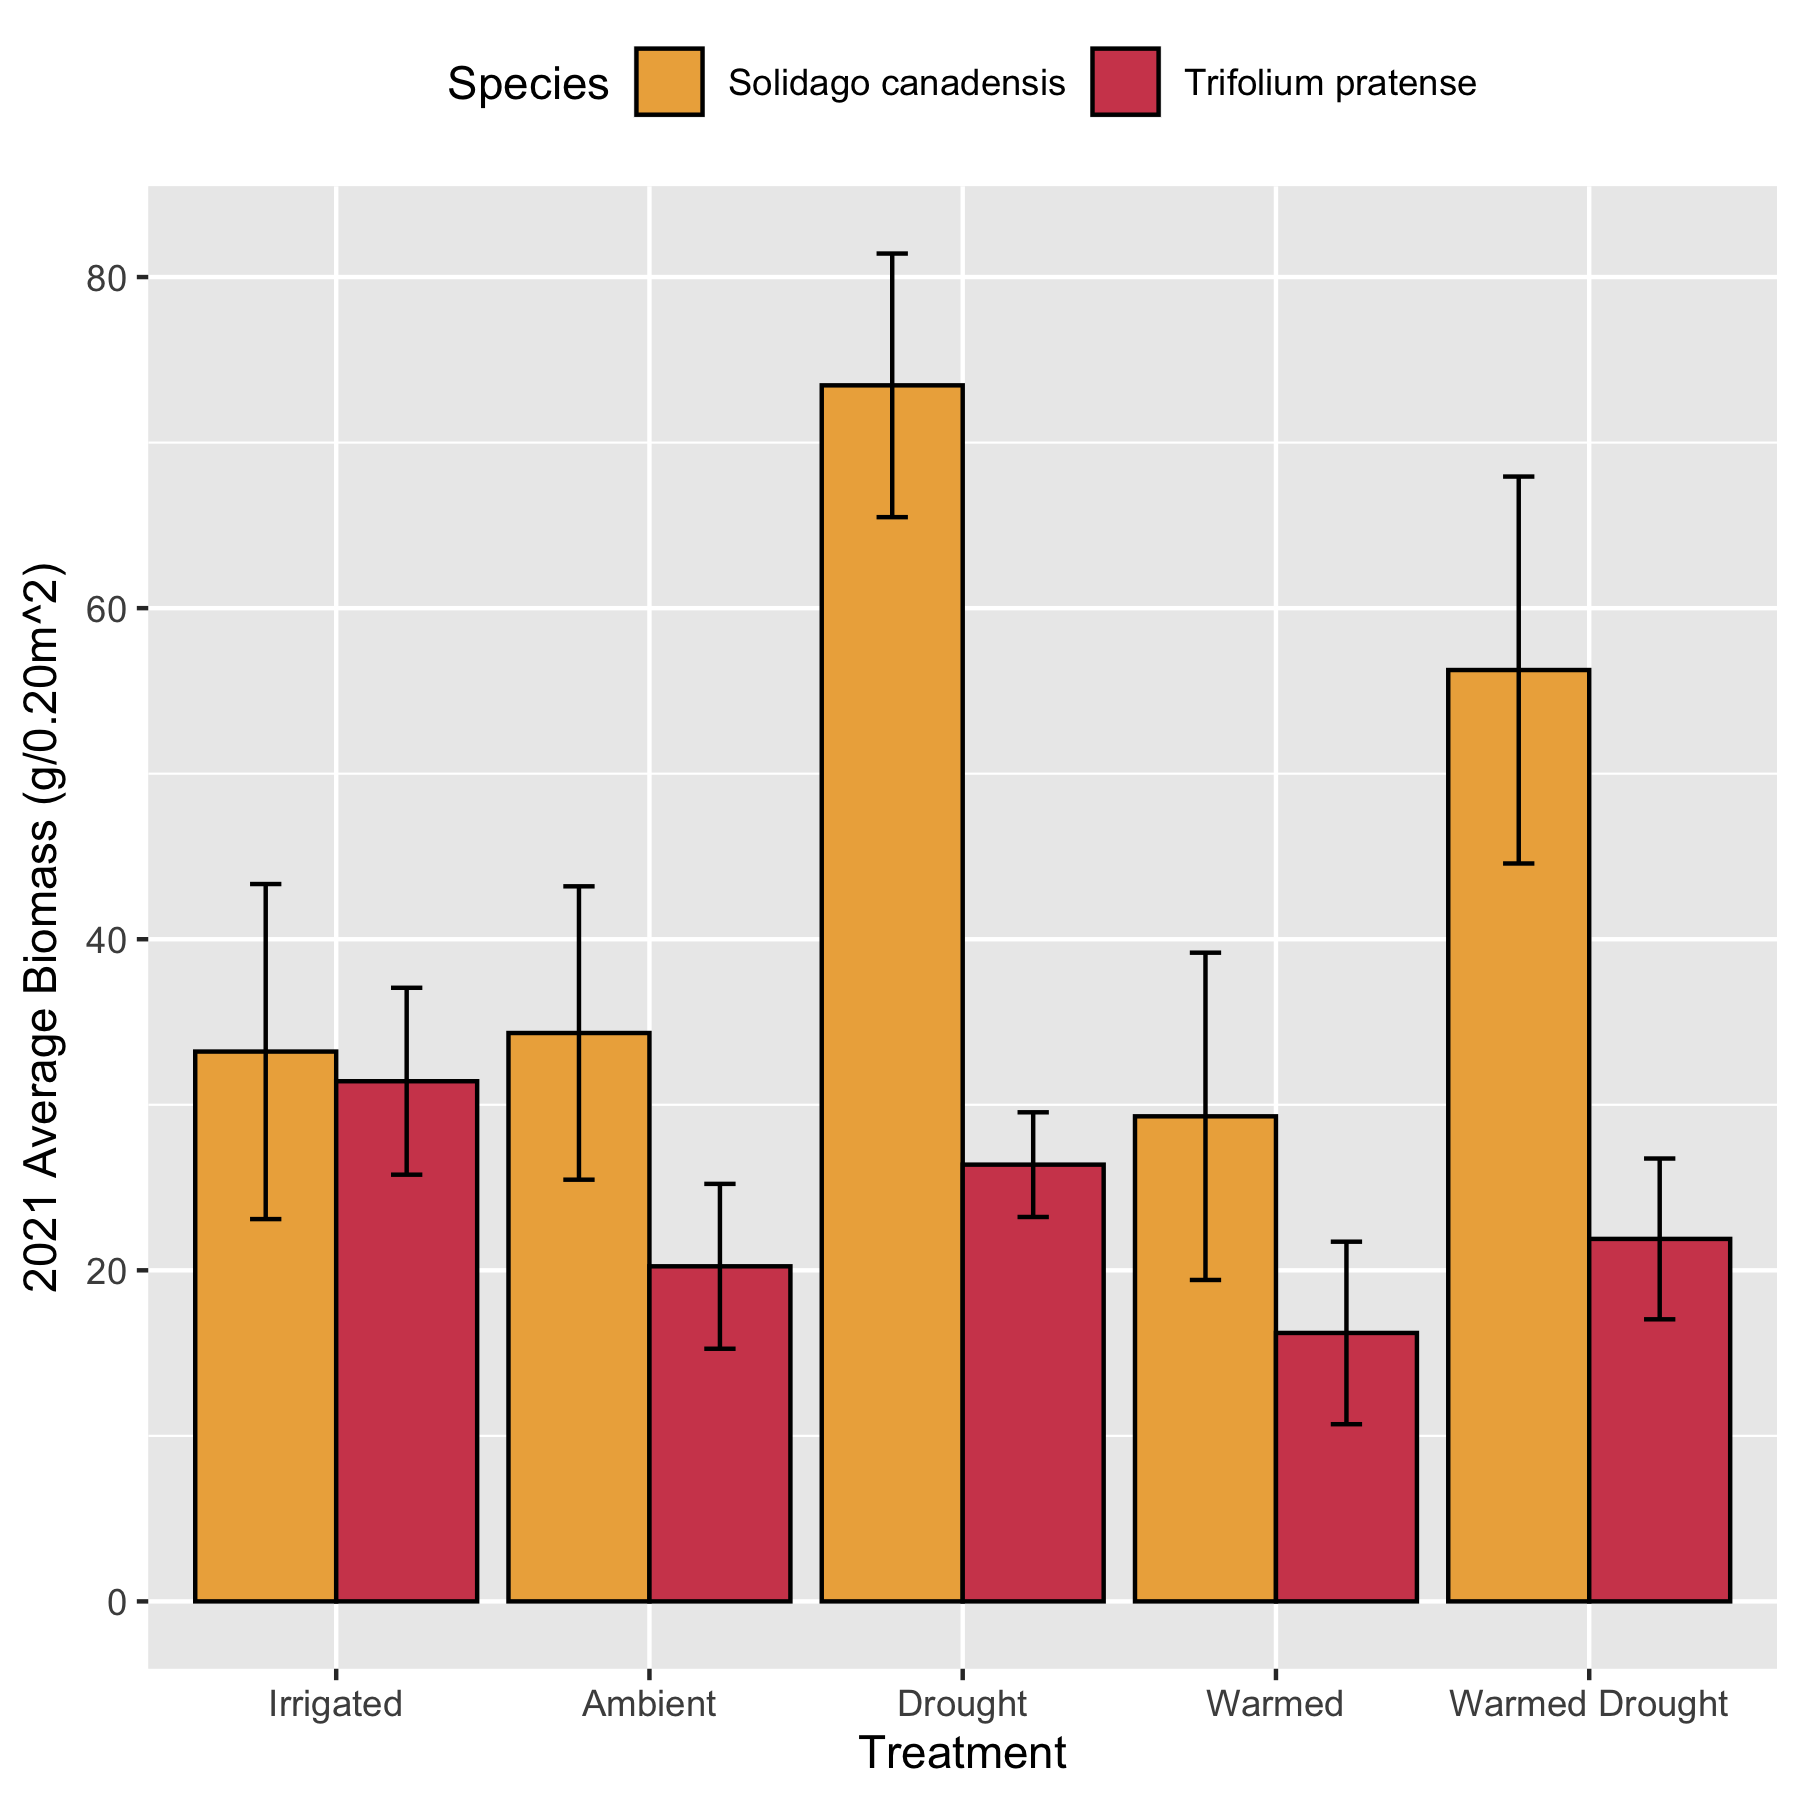 Species Solidago canadensis Trifolium pratense
2021 Average Biomass (g/0.20m^2)
80
60
40
20
0
Irrigated Ambient Drought Warmed Warmed Drought
Treatment